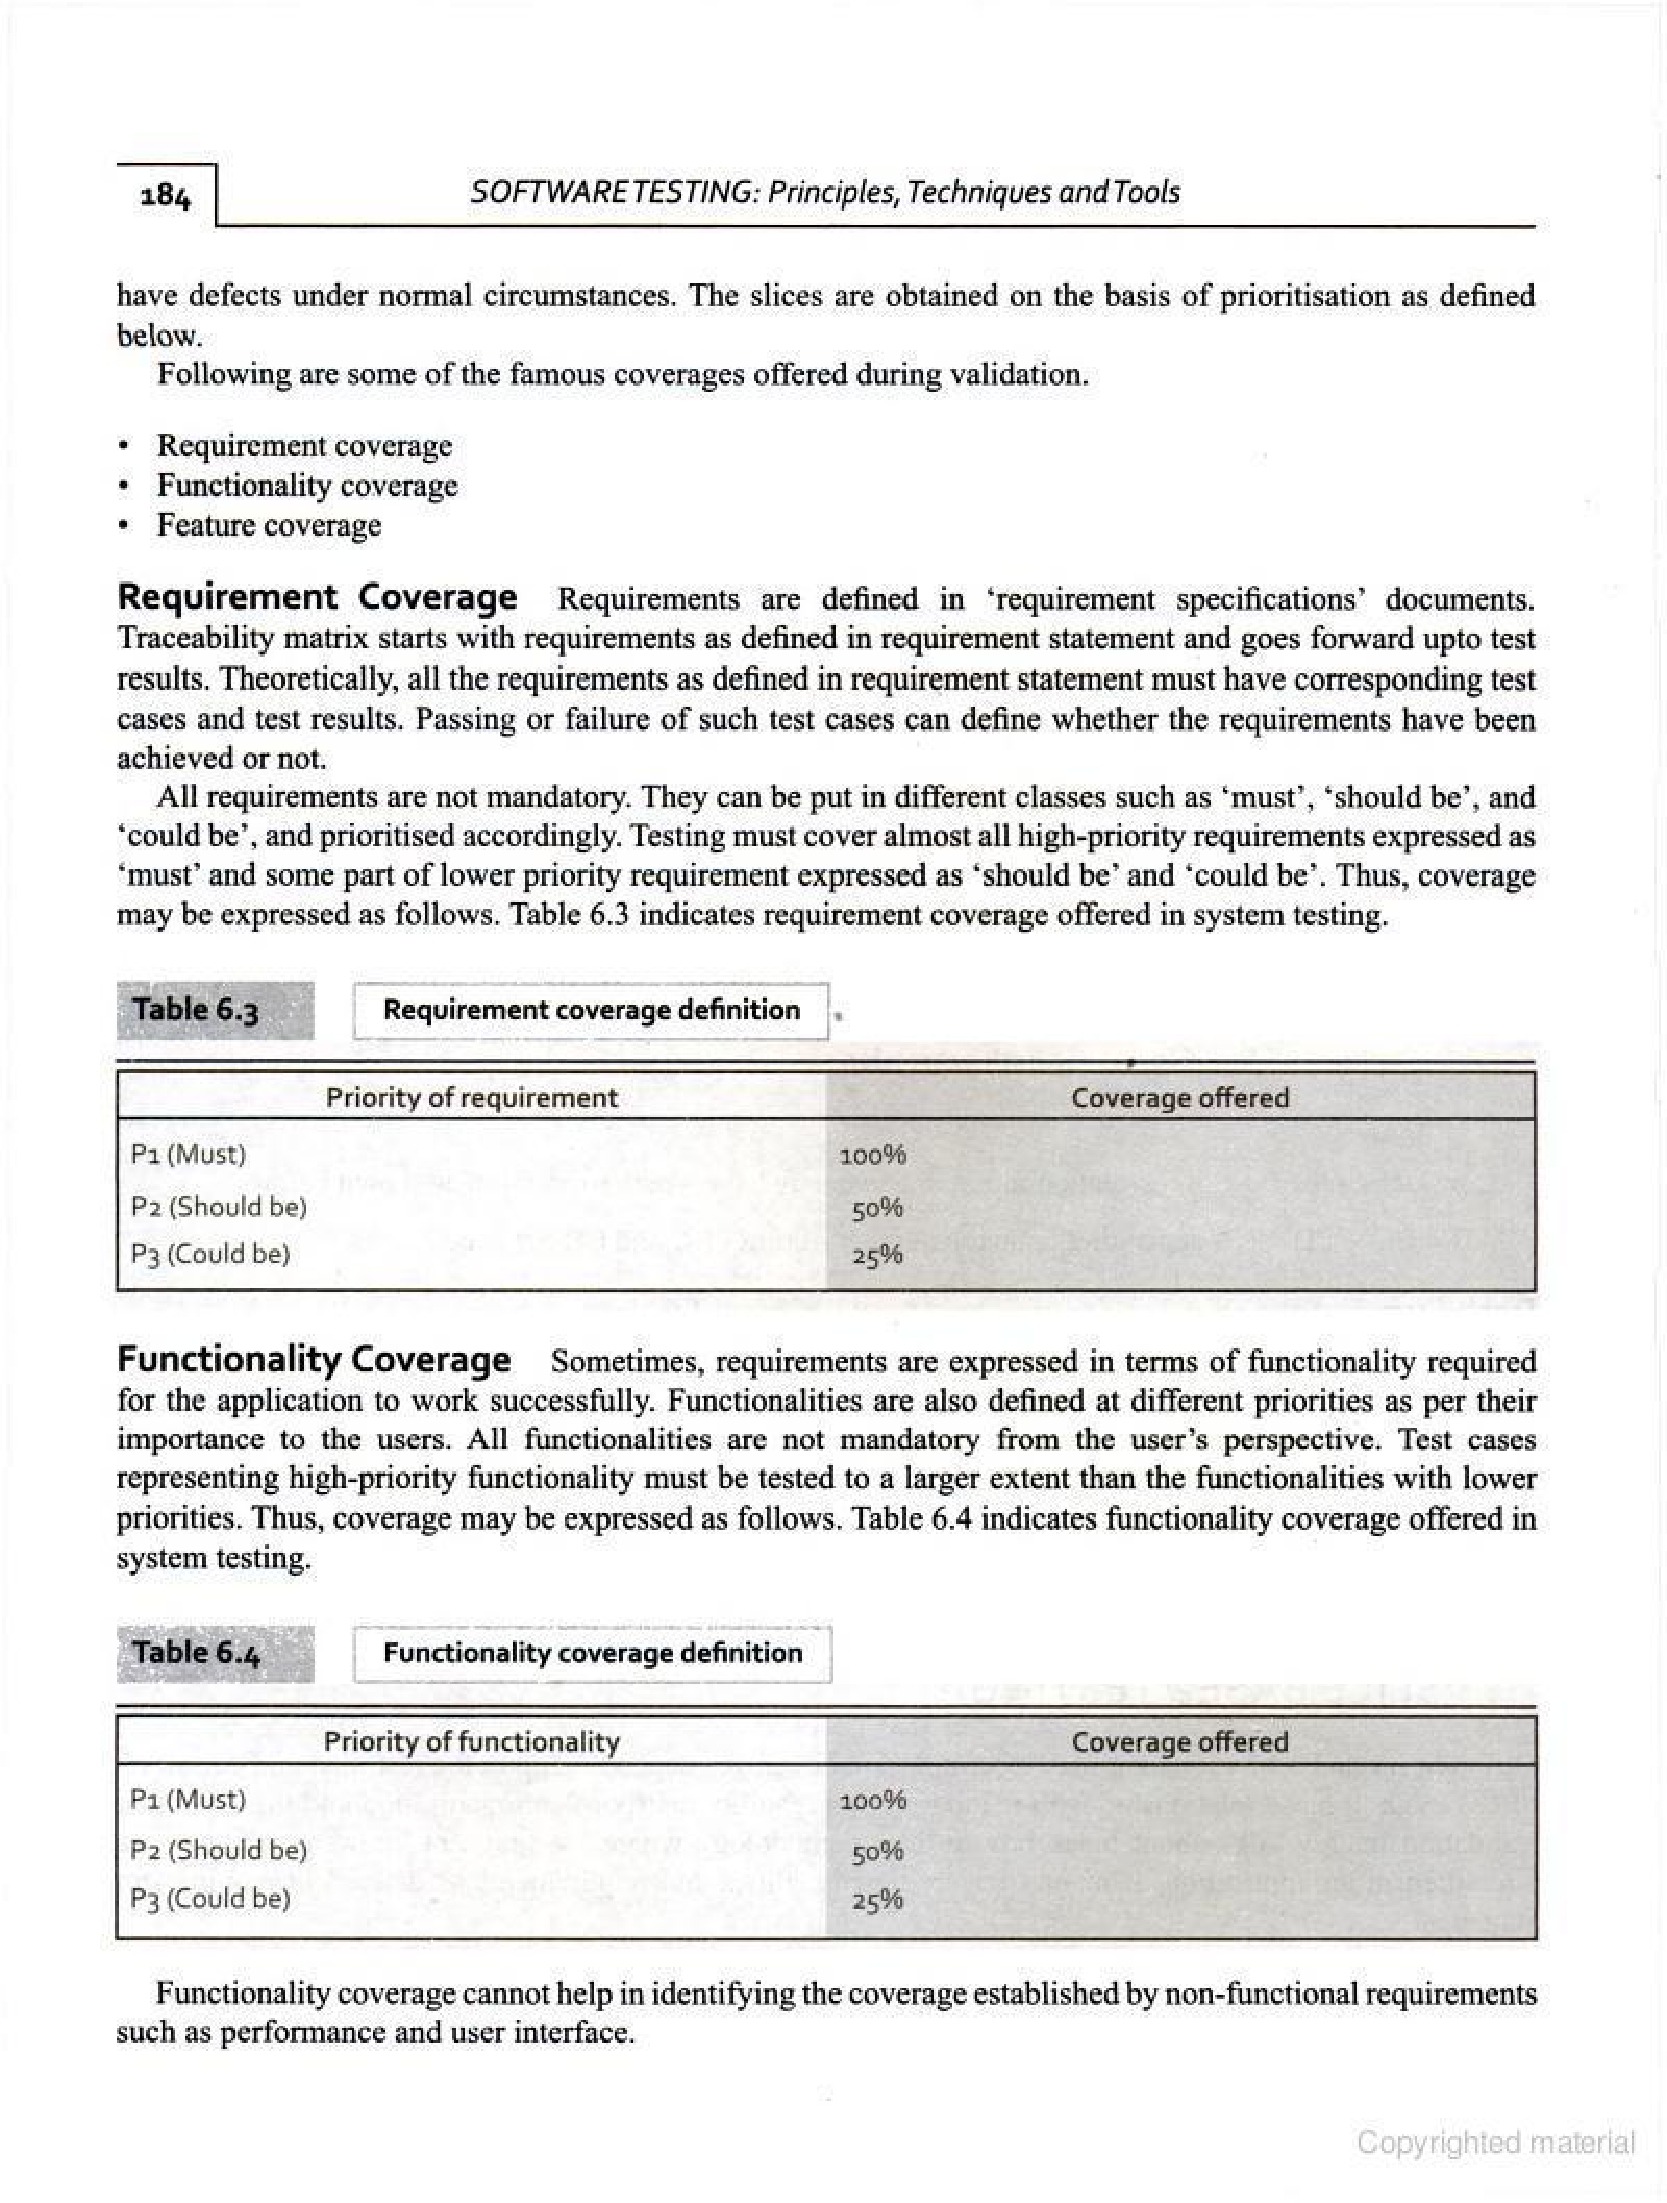 184
SOFTWARE TESTING: Principles, Techniques and Tools
have defects under normal circumstances. The slices are obtained on the basis of prioritisation as defined
below.
Following are some of the famous coverages offered during validation.
• Requirement coverage
• Functionality coverage
• Feature coverage
Requirement Coverage Requirements are defined in ‘requirement specifications’ documents.
Traceability matrix starts with requirements as defined in requirement statement and goes forward upto test
results. Theoretically, all the requirements as defined in requirement statement must have corresponding test
cases and test results. Passing or failure of such test cases can define whether the requirements have been
achieved or not.
All requirements are not mandatory. They can be put in different classes such as ‘must’, ‘should be’, and
‘could be’, and prioritised accordingly. Testing must cover almost all high-priority requirements expressed as
‘must’ and some part of lower priority requirement expressed as ‘should be’ and ‘could be’. Thus, coverage
may be expressed as follows. Table 6.3 indicates requirement coverage offered in system testing.
Table 6.3 Requirement coverage definition
Priority of requirement Coverage offered
P1 (Must) 100%
P2 (Should be) 50%
P3 (Could be) 25%
Functionality Coverage Sometimes, requirements are expressed in terms of functionality required
for the application to work successfully. Functionalities are also defined at different priorities as per their
importance to the users. All functionalities are not mandatory from the user’s perspective. Test cases
representing high-priority functionality must be tested to a larger extent than the functionalities with lower
priorities. Thus, coverage may be expressed as follows. Table 6.4 indicates functionality coverage offered in
system testing.
Table 6.4 Functionality coverage definition
Priority of functionality Coverage offered
P1 (Must) 100%
P2 (Should be) 50%
P3 (Could be) 25%
Functionality coverage cannot help in identifying the coverage established by non-functional requirements
such as performance and user interface.
Copyrighted material